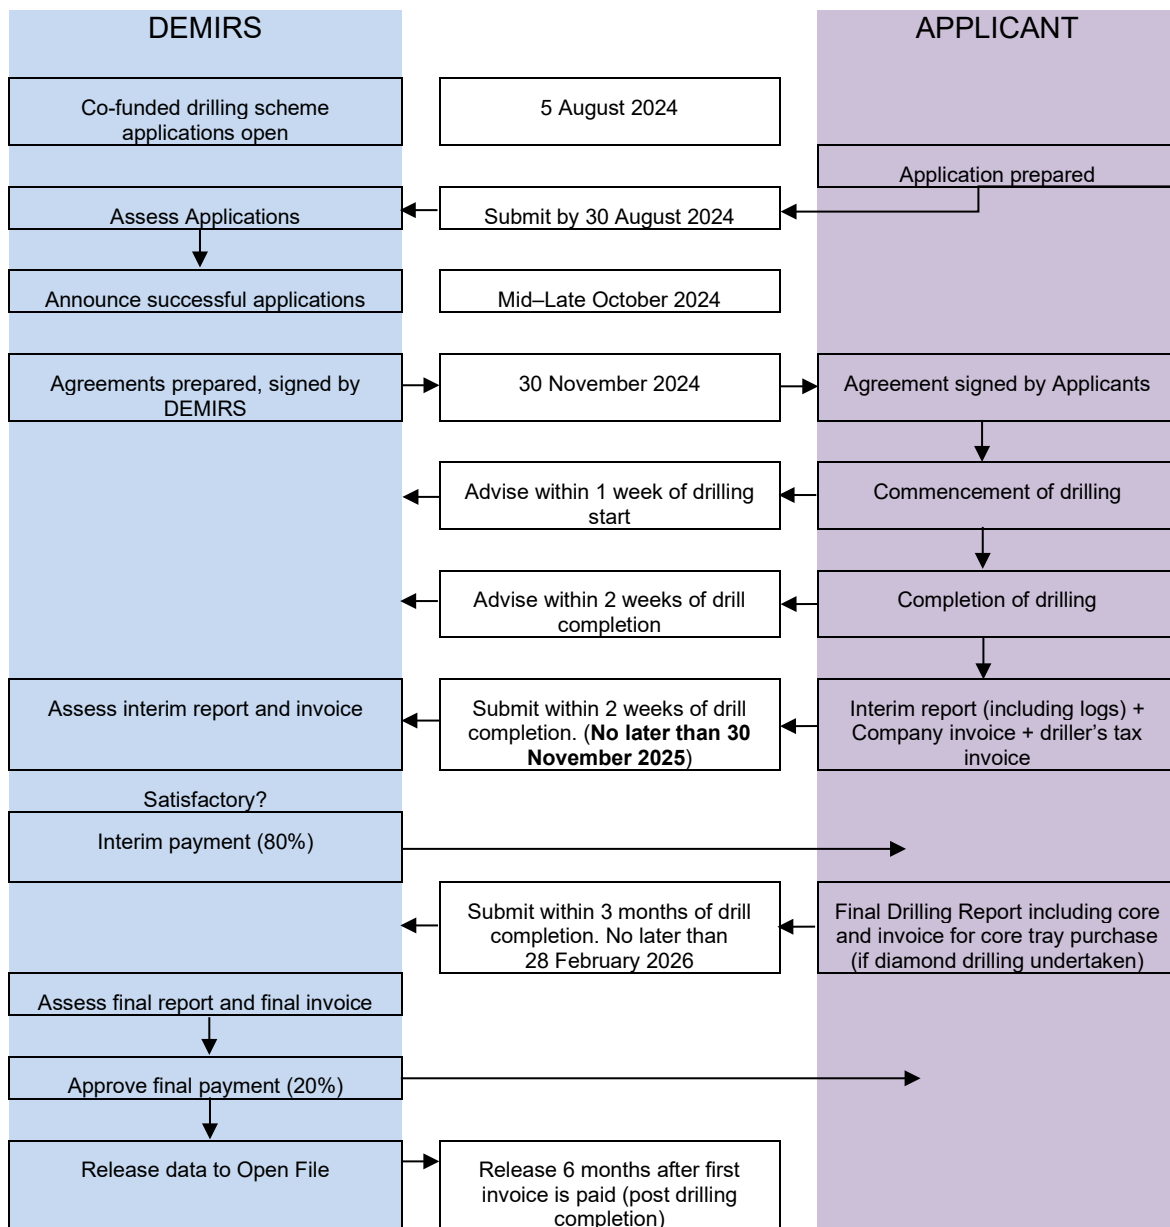 DEMIRS
APPLICANT
Co-funded drilling scheme
applications open
5 August 2024
Application prepared
Assess Applications
Submit by 30 August 2024
Announce successful applications
Mid–Late October 2024
Agreements prepared, signed by
DEMIRS
30 November 2024
Agreement signed by Applicants
Advise within 1 week of drilling
start
Commencement of drilling
Advise within 2 weeks of drill
completion
Completion of drilling
Assess interim report and invoice
Submit within 2 weeks of drill
completion. (No later than 30
November 2025)
Interim report (including logs) +
Company invoice + driller’s tax
invoice
Satisfactory?
Interim payment (80%)
Submit within 3 months of drill
completion. No later than
28 February 2026
Final Drilling Report including core
and invoice for core tray purchase
(if diamond drilling undertaken)
Assess final report and final invoice
Approve final payment (20%)
Release data to Open File
Release 6 months after first
invoice is paid (post drilling
completion)